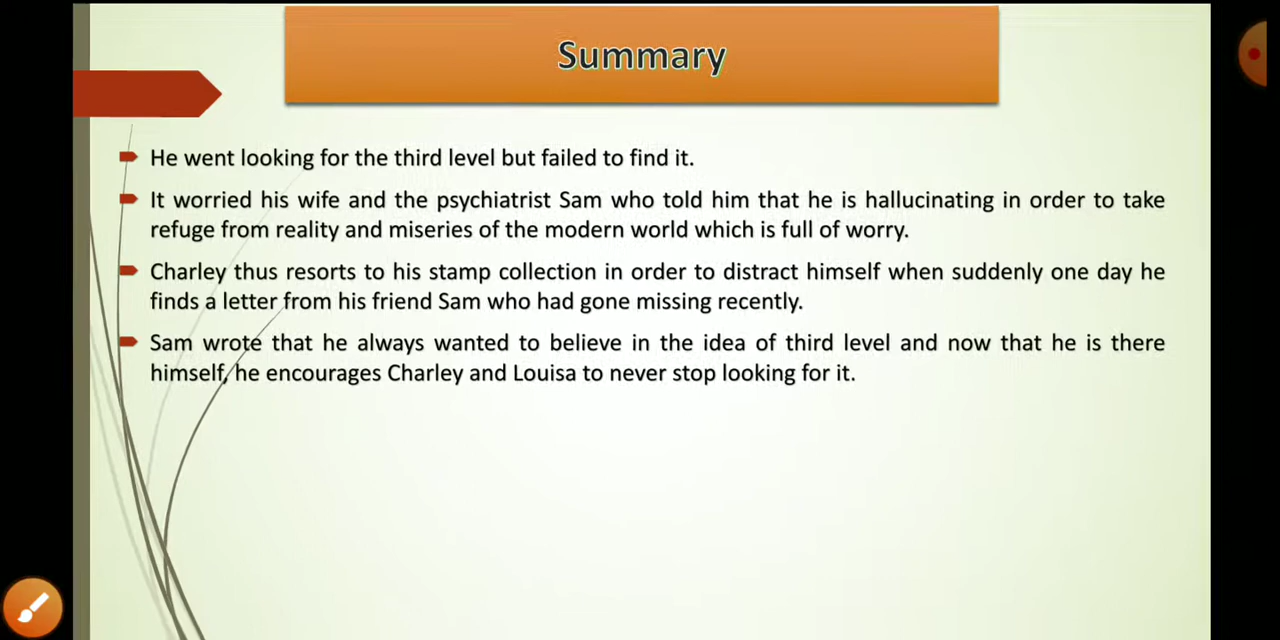 Summary
He went looking for the third level but failed to find it.
It worried his wife and the psychiatrist Sam who told him that he is hallucinating in order to take
refuge from reality and miseries of the modern world which is full of worry.
Charley thus resorts to his stamp collection in order to distract himself when suddenly one day he
finds a letter from his friend Sam who had gone missing recently.
Sam wrote that he always wanted to believe in the idea of third level and now that he is there
himself, he encourages Charley and Louisa to never stop looking for it.